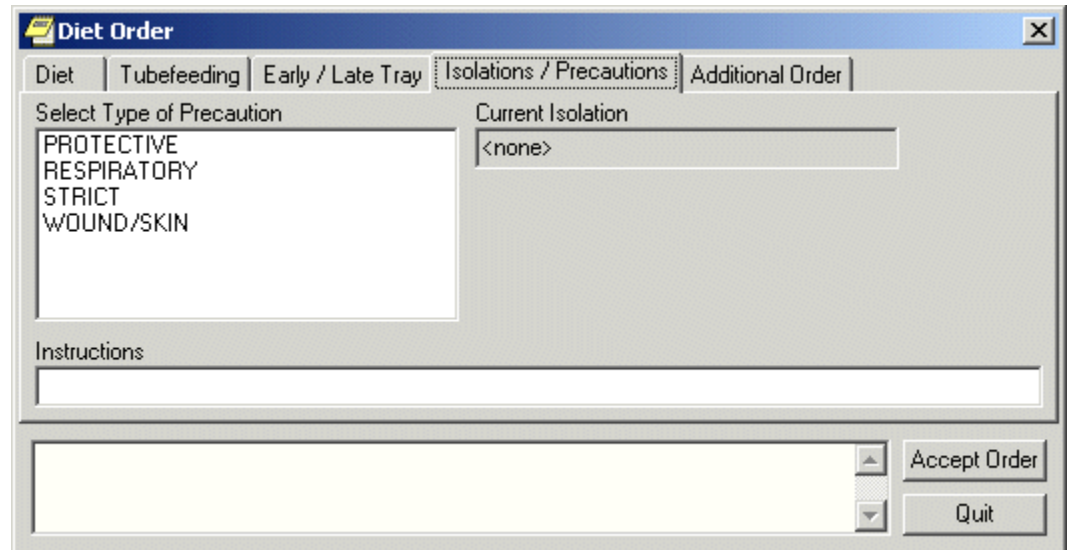 Diet Order
Diet Tubefeeding Early / Late Tray Isolations / Precautions Additional Order
Select Type of Precaution Current Isolation
PROTECTIVE <none>
RESPIRATORY
STRICT
WOUND/SKIN
Instructions
Accept Order
Quit